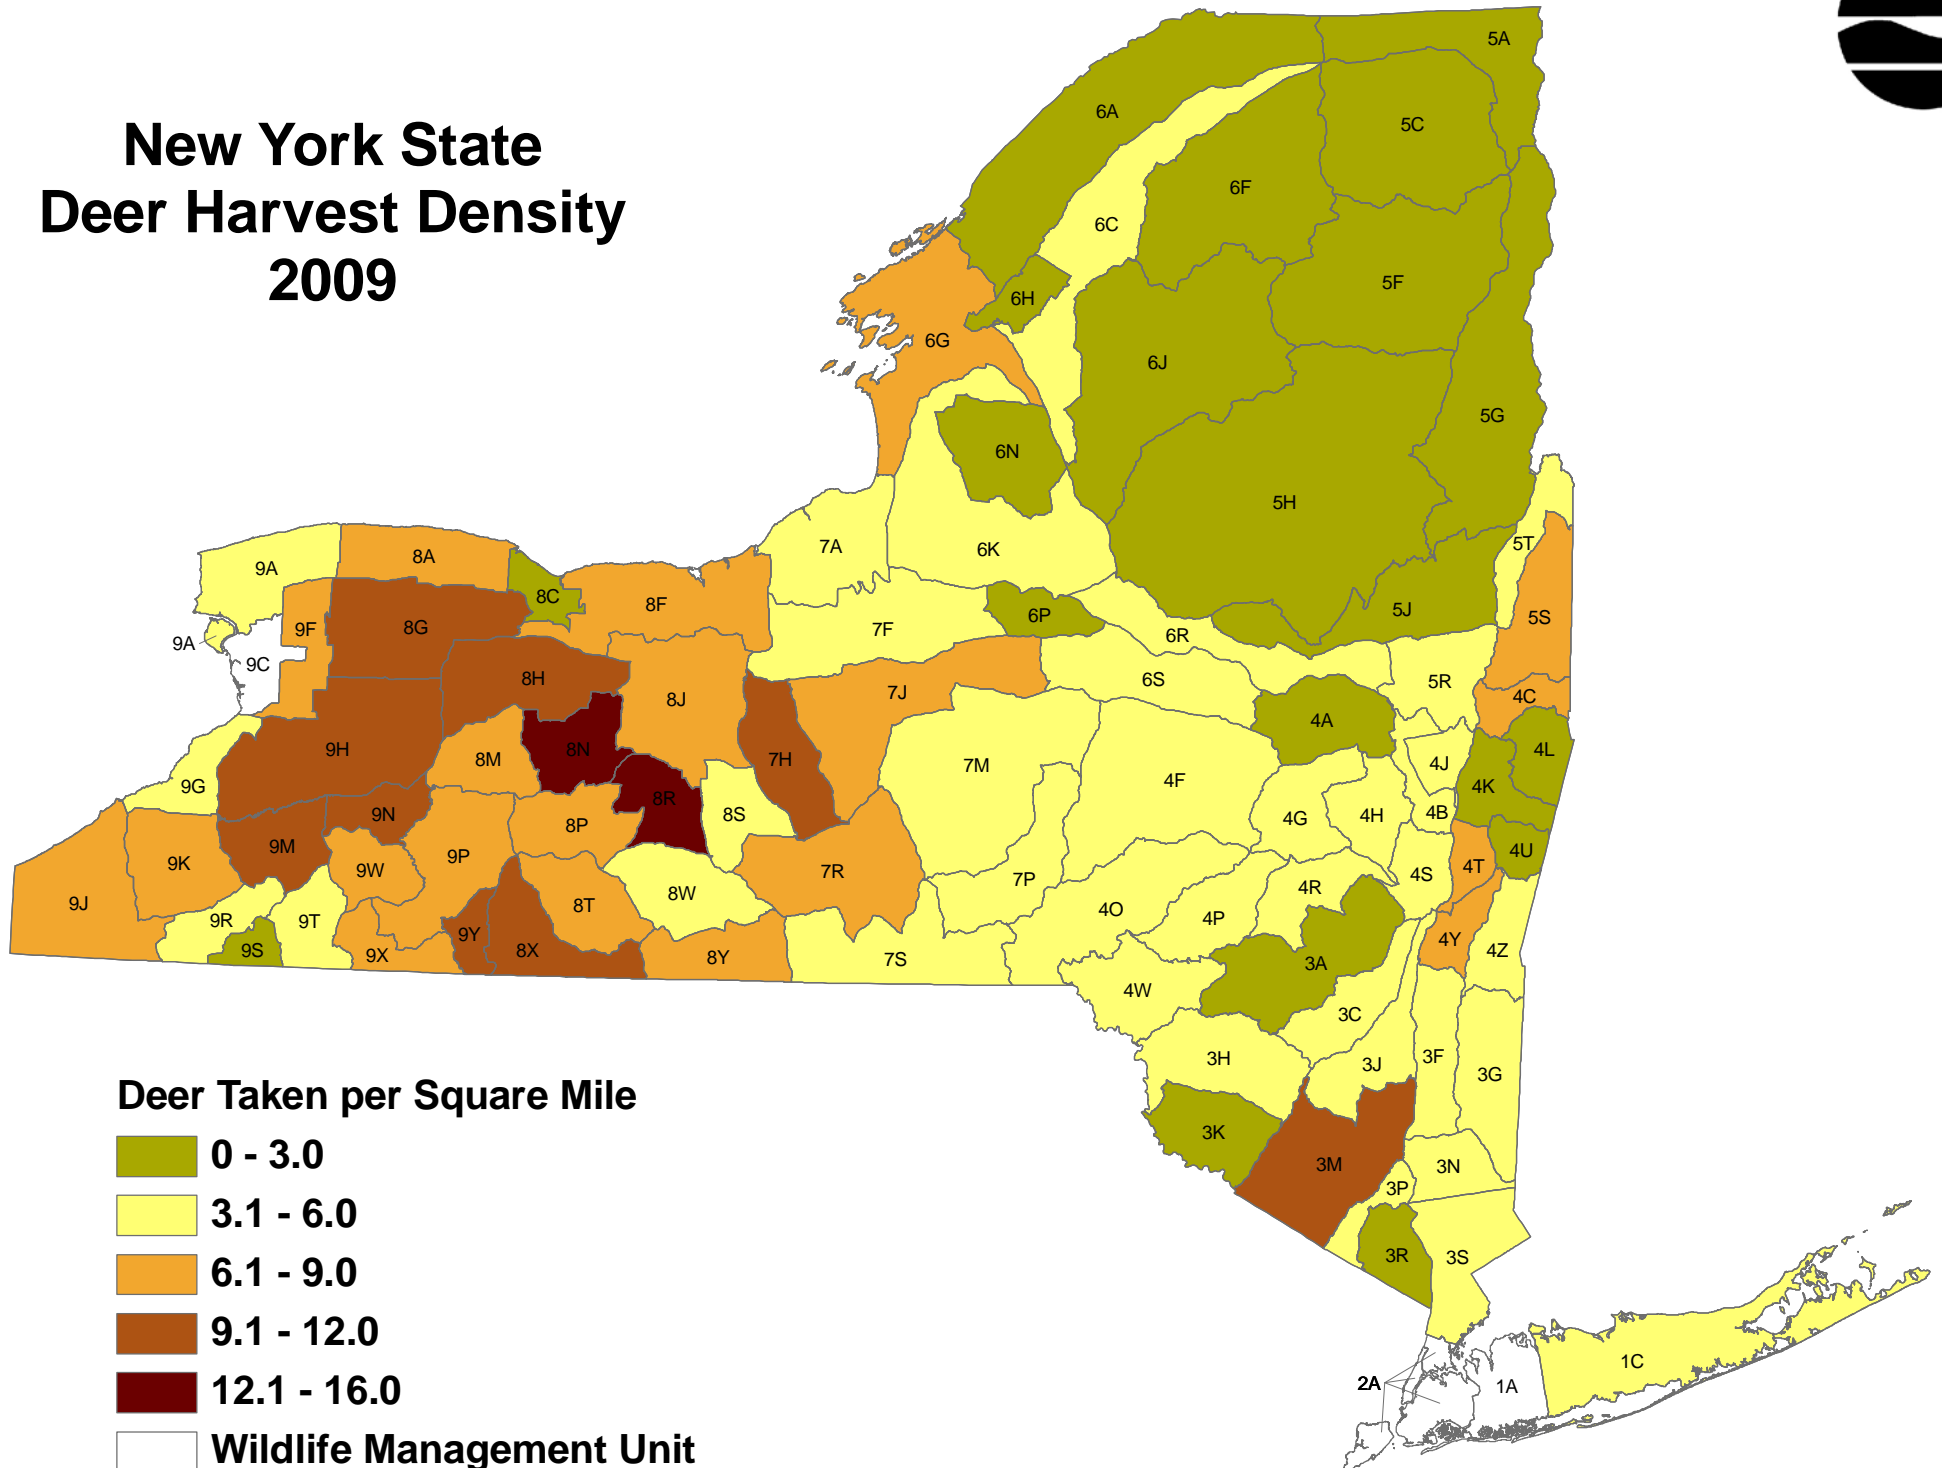 New York State
Deer Harvest Density
2009
5A
6A
5C
6F
6C
5F
6H
6G
6J
5G
6N
5H
7A
6K
5T
8A
9A
8C
8F
5J
6P
5S
9F
8G
7F
6R
9A
9C
8H
6S
5R
7J
8J
4C
4A
9H
8N
4L
8M
7H
7M
4J
4F
9G
4K
8R
9N
8S
4B
4G
4H
8P
9M
4U
9P
9K
9W
7R
4T
4S
7P
4R
8W
9J
8T
4O
4P
9R
9T
9Y
4Y
9S
8X
4Z
9X
8Y
7S
3A
4W
3C
3H
3F
3J
3G
Deer Taken per Square Mile
3K
0 - 3.0
3M
3N
3P
3.1 - 6.0
3R
3S
6.1 - 9.0
9.1 - 12.0
1C
12.1 - 16.0
2A
1A
Wildlife Management Unit